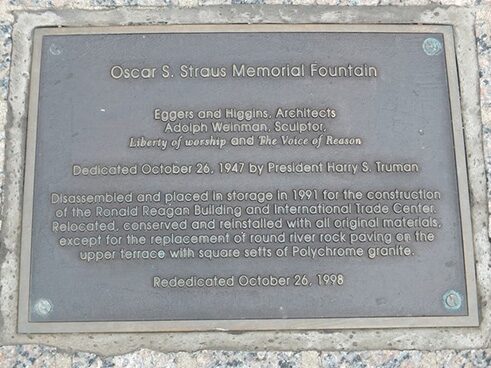 Oscar S. Straus Memorial Fountain
Eggers and Higgins, Architects
Adolph Weinman, Sculptor,
Liberty of worship and The Voice of Reason
Dedicated October 26, 1947 by President Harry S. Truman
Disassembled and placed in storage in 1991 for the construction
of the Ronald Reagan Building and International Trade Center.
Relocated, conserved and reinstalled with all original materials,
except for the replacement of round river rock paving on the
upper terrace with square setts of Polychrome granite.
Rededicated October 26, 1998